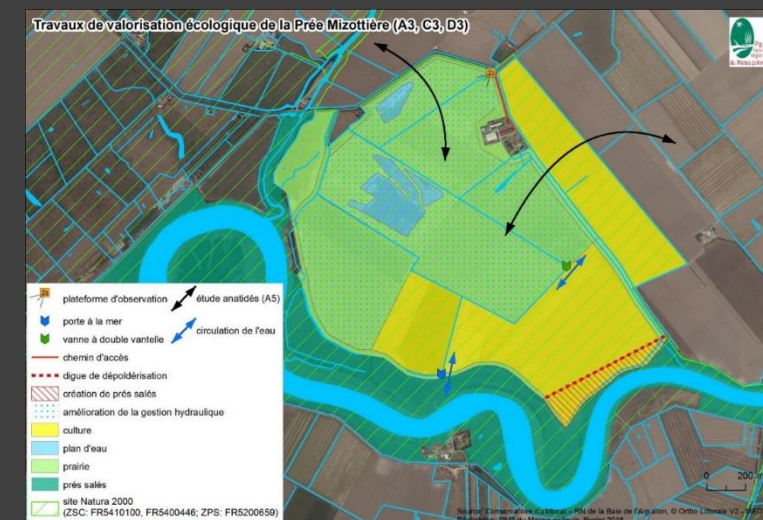 Travaux de valorisation écologique de la Prée Mizottière (A3, C3, D3)
plateforme d'observation
étude anatidés (A5)
porte à la mer
circulation de l'eau
vanne à double vantelle
chemin d'accès
digue de dépoldérisation
création de prés salés
amélioration de la gestion hydraulique
culture
plan d'eau
prairie
prés salés
site Natura 2000
(ZSC: FR5410100, FR5400446; ZPS: FR5200659)
0 200 m
Source: Conservatoire du littoral – RN de la Baie de l'Aiguillon, © Ortho Littorale V2 -